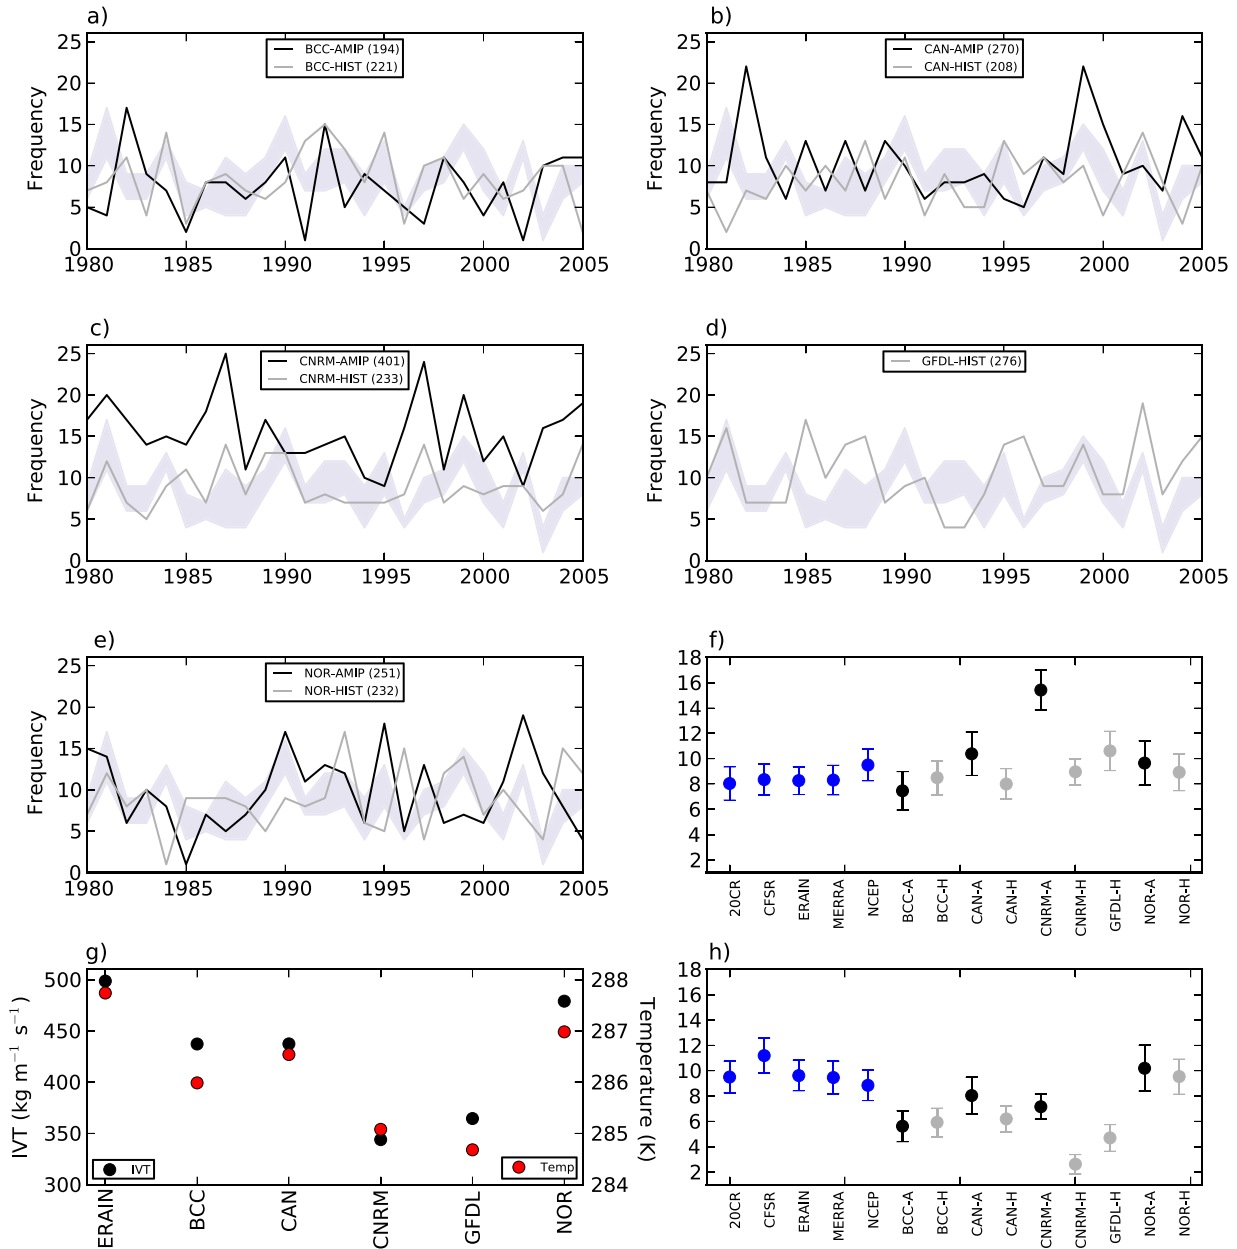 a)
25
20
15
10
5
0
Frequency
BCC-AMIP (194)
BCC-HIST (221)
1980 1985 1990 1995 2000 2005
b)
25
20
15
10
5
0
Frequency
CAN-AMIP (270)
CAN-HIST (208)
1980 1985 1990 1995 2000 2005
c)
25
20
15
10
5
0
Frequency
CNRM-AMIP (401)
CNRM-HIST (233)
1980 1985 1990 1995 2000 2005
d)
25
20
15
10
5
0
Frequency
GFDL-HIST (276)
1980 1985 1990 1995 2000 2005
e)
25
20
15
10
5
0
Frequency
NOR-AMIP (251)
NOR-HIST (232)
1980 1985 1990 1995 2000 2005
f)
18
16
14
12
10
8
6
4
2
20CR CFSR ERAIN MERRA NCEP BCC-A BCC-H CAN-A CAN-H CNRM-A CNRM-H GFDL-H NOR-A NOR-H
g)
500
450
400
350
300
IVT (kg m⁻¹ s⁻¹)
IVT
Temp
288
287
286
285
284
Temperature (K)
ERAIN BCC CAN CNRM GFDL NOR
h)
18
16
14
12
10
8
6
4
2
20CR CFSR ERAIN MERRA NCEP BCC-A BCC-H CAN-A CAN-H CNRM-A CNRM-H GFDL-H NOR-A NOR-H